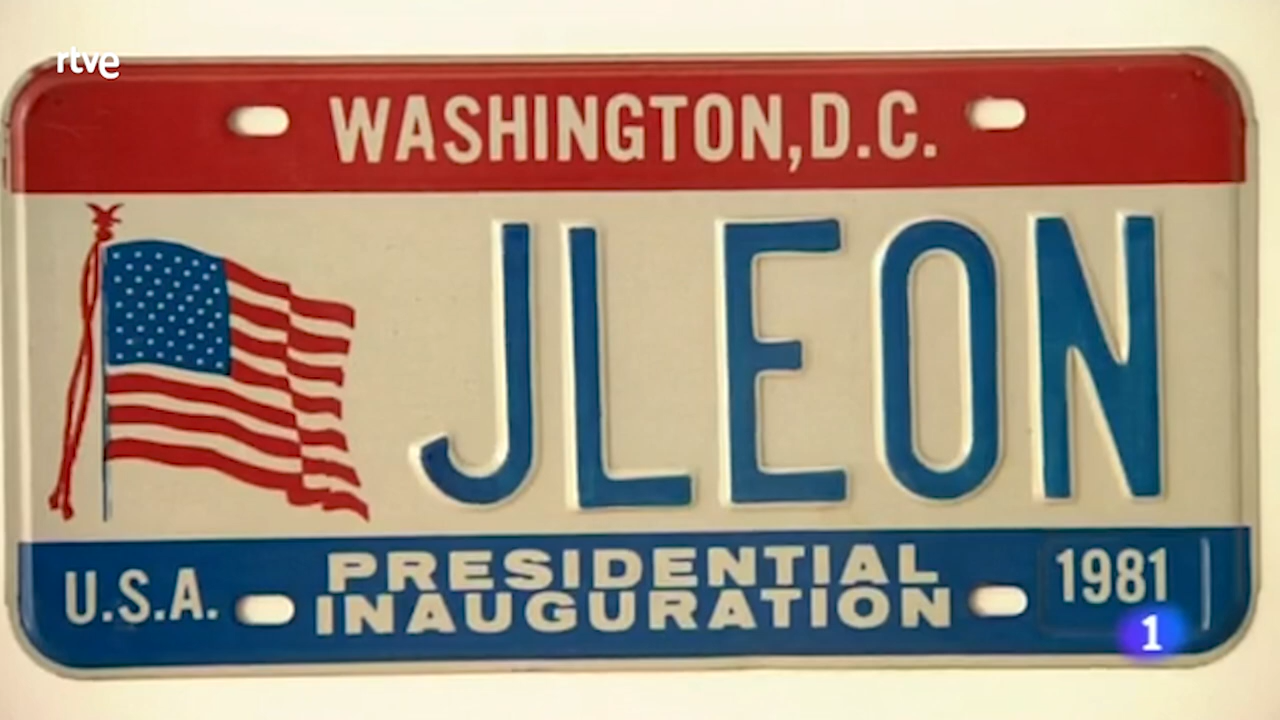 rtve
WASHINGTON, D.C.
JLEON
U.S.A.
PRESIDENTIAL
INAUGURATION
1981
1